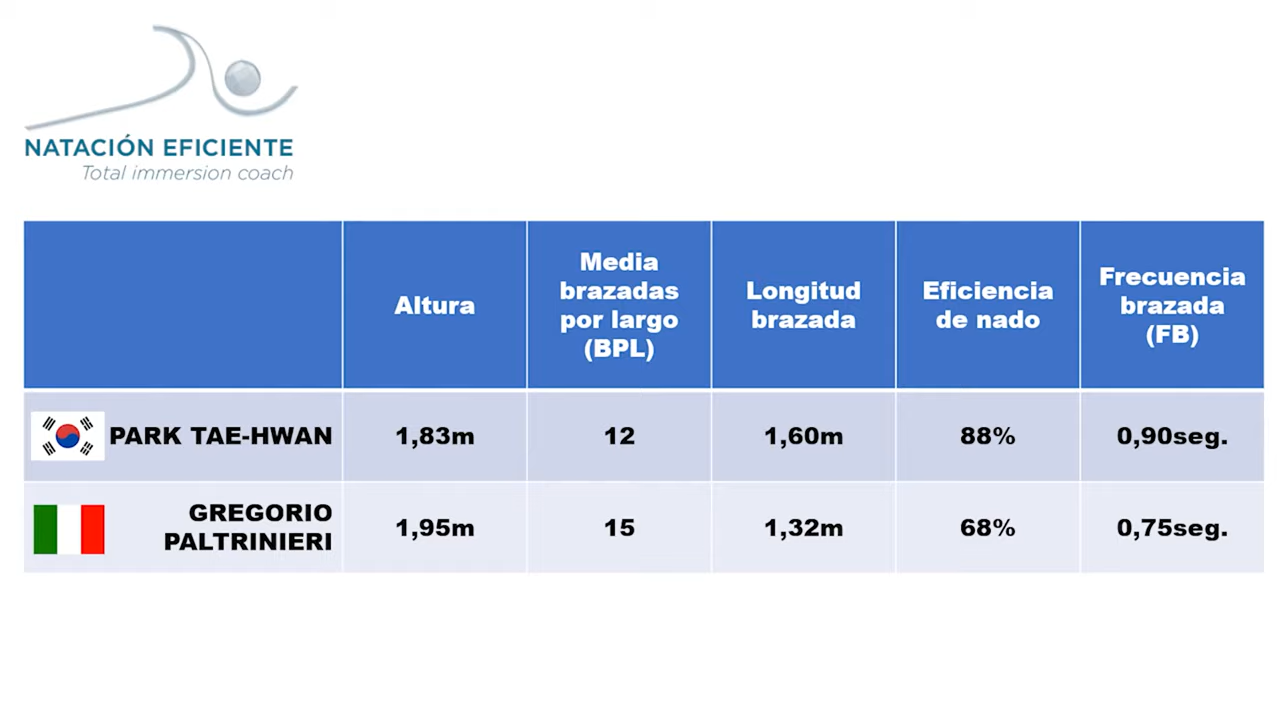 NATACIÓN EFICIENTE
Total immersion coach
Altura
Media
brazadas
por largo
(BPL)
Longitud
brazada
Eficiencia
de nado
Frecuencia
brazada
(FB)
PARK TAE-HWAN
1,83m
12
1,60m
88%
0,90seg.
GREGORIO
PALTRINIERI
1,95m
15
1,32m
68%
0,75seg.